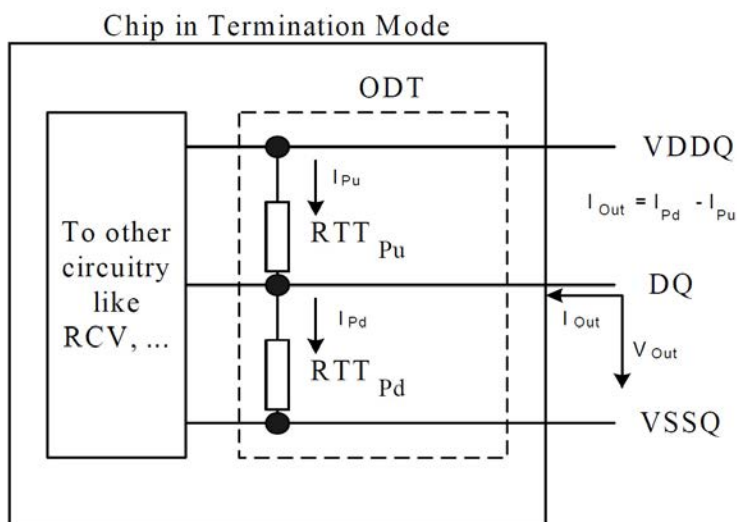 Chip in Termination Mode
ODT
VDDQ
I Pu
I Out = I Pd - I Pu
To other
circuitry
like
RCV, ...
RTT Pu
DQ
I Out
I Pd
V Out
RTT Pd
VSSQ